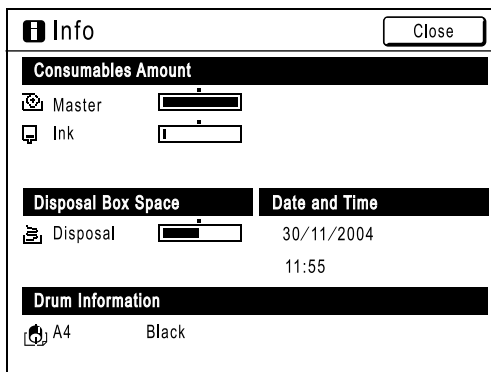 Info
Close
Consumables Amount
Master
Ink
Disposal Box Space
Date and Time
Disposal
30/11/2004
11:55
Drum Information
A4 Black